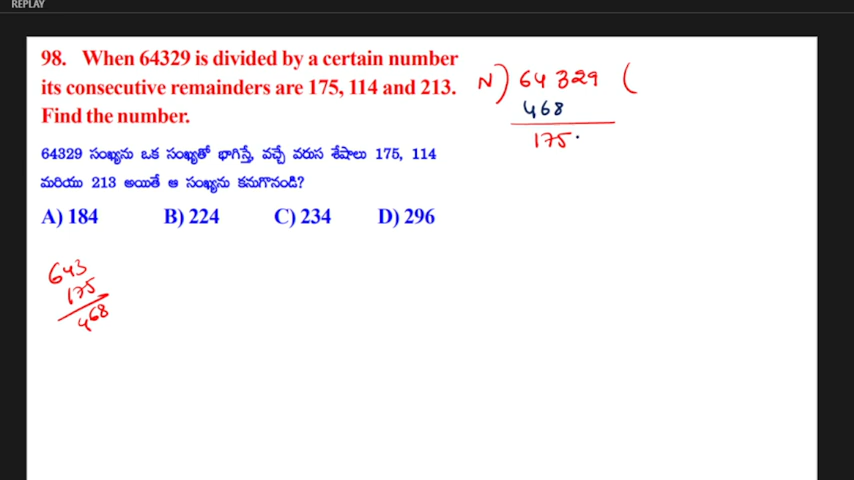 REPLAY
98. When 64329 is divided by a certain number
its consecutive remainders are 175, 114 and 213.
Find the number.
64329 సంఖ్యను ఒక సంఖ్యతో భాగిస్తే, వచ్చే వరుస శేషాలు 175, 114
మరియు 213 అయితే ఆ సంఖ్యను కనుగొనండి?
A) 184 B) 224 C) 234 D) 296
N) 64329 (
468
175
643
175
468